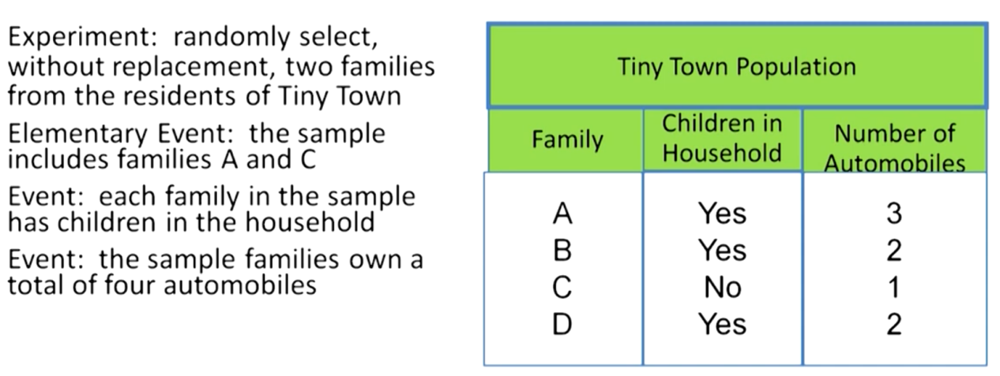 Experiment: randomly select,
without replacement, two families
from the residents of Tiny Town
Elementary Event: the sample
includes families A and C
Event: each family in the sample
has children in the household
Event: the sample families own a
total of four automobiles
Tiny Town Population
Family
Children in
Household
Number of
Automobiles
A Yes 3
B Yes 2
C No 1
D Yes 2